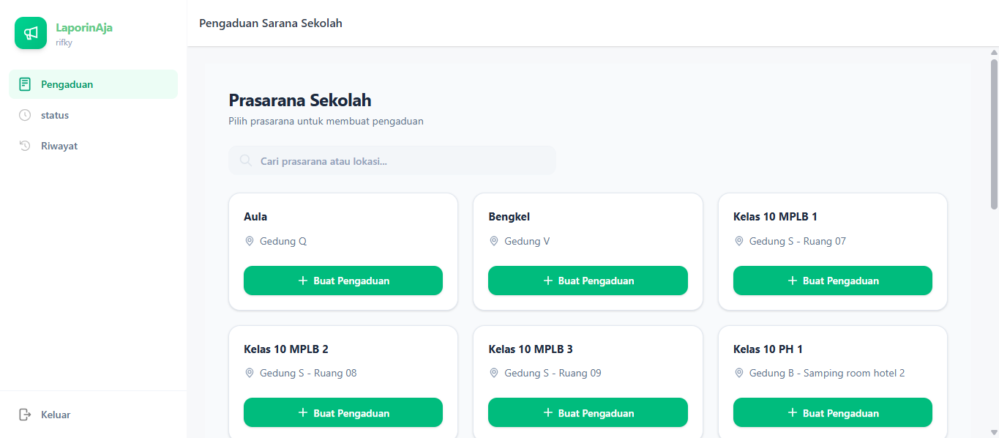 LaporinAja
rifky
Pengaduan
status
Riwayat
Keluar
Pengaduan Sarana Sekolah
Prasarana Sekolah
Pilih prasarana untuk membuat pengaduan
Cari prasarana atau lokasi...
Aula
Gedung Q
+ Buat Pengaduan
Bengkel
Gedung V
+ Buat Pengaduan
Kelas 10 MPLB 1
Gedung S - Ruang 07
+ Buat Pengaduan
Kelas 10 MPLB 2
Gedung S - Ruang 08
+ Buat Pengaduan
Kelas 10 MPLB 3
Gedung S - Ruang 09
+ Buat Pengaduan
Kelas 10 PH 1
Gedung B - Samping room hotel 2
+ Buat Pengaduan